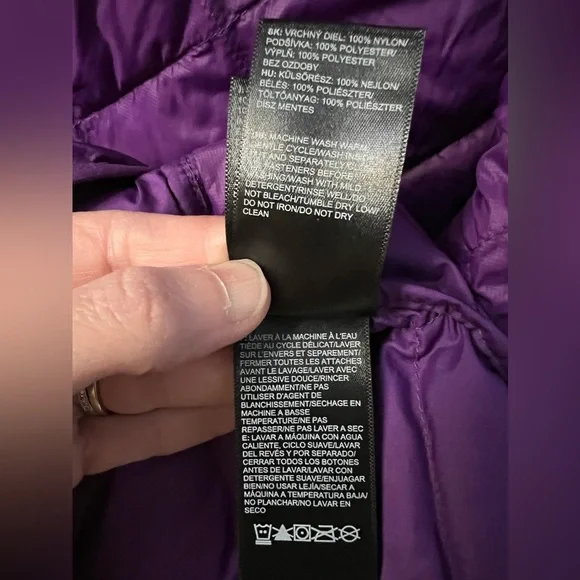 SK: VRCHNÝ DIEL: 100% NYLON/
PODŠÍVKA: 100% POLYESTER/
VÝPLŇ: 100% POLYESTER
BEZ OZDOBY
HU: KÜLSŐRÉSZ: 100% NEJLON/
BÉLÉS: 100% POLIÉSZTER/
TÖLTŐANYAG: 100% POLIÉSZTER
DÍSZ MENTES
MACHINE WASH WARM,
GENTLE CYCLE/WASH INSIDE
OUT AND SEPARATELY/
FASTENERS BEFORE
WASHING/WASH WITH MILD
DETERGENT/RINSE WELL/DO
NOT BLEACH/TUMBLE DRY LOW/
DO NOT IRON/DO NOT DRY
CLEAN
: LAVER À LA MACHINE À L'EAU
TIÈDE AU CYCLE DÉLICAT/LAVER
SUR L'ENVERS ET SEPAREMENT/
FERMER TOUTES LES ATTACHES
AVANT LE LAVAGE/LAVER AVEC
UNE LESSIVE DOUCE/RINCER
ABONDAMMENT/NE PAS
UTILISER D'AGENT DE
BLANCHISSEMENT/SECHAGE EN
MACHINE A BASSE
TEMPERATURE/NE PAS
REPASSER/NE PAS LAVER A SEC
E: LAVAR A MÁQUINA CON AGUA
CALIENTE, CICLO SUAVE/LAVAR
DEL REVÉS Y POR SEPARADO/
CERRAR TODOS LOS BOTONES
ANTES DE LAVAR/LAVAR CON
DETERGENTE SUAVE/ENJUAGAR
BIEN/NO USAR LEJÍA/SECAR A
MÁQUINA A TEMPERATURA BAJA/
NO PLANCHAR/NO LAVAR EN
SECO